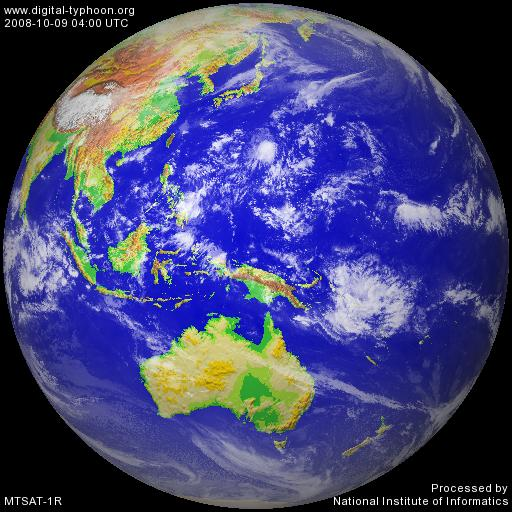 www.digital-typhoon.org
2008-10-09 04:00 UTC
MTSAT-1R
Processed by
National Institute of Informatics